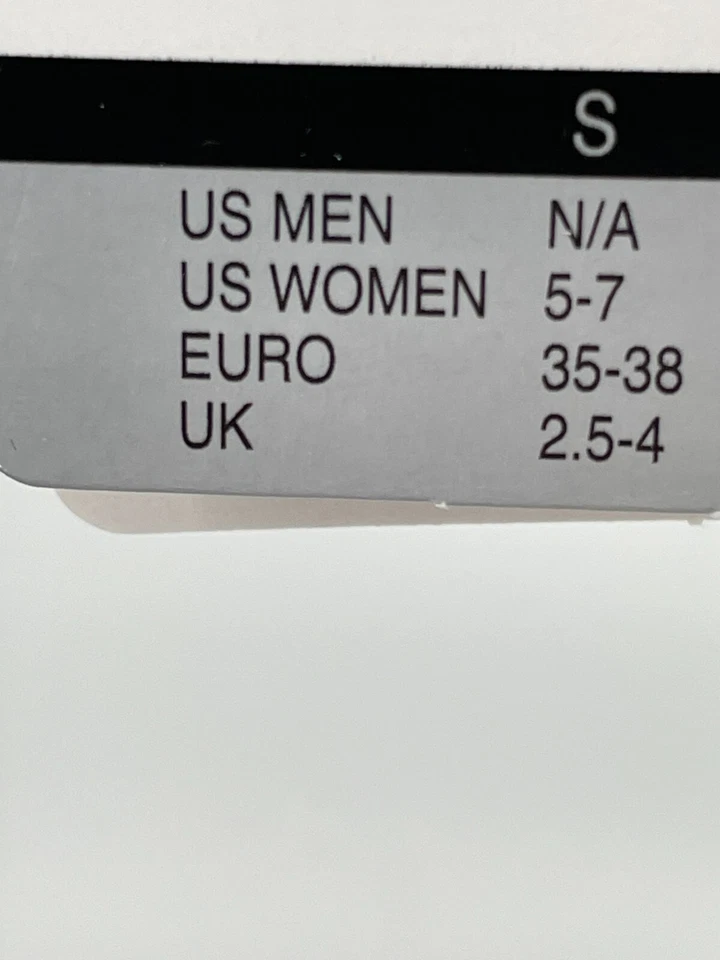 S
US MEN N/A
US WOMEN 5-7
EURO 35-38
UK 2.5-4